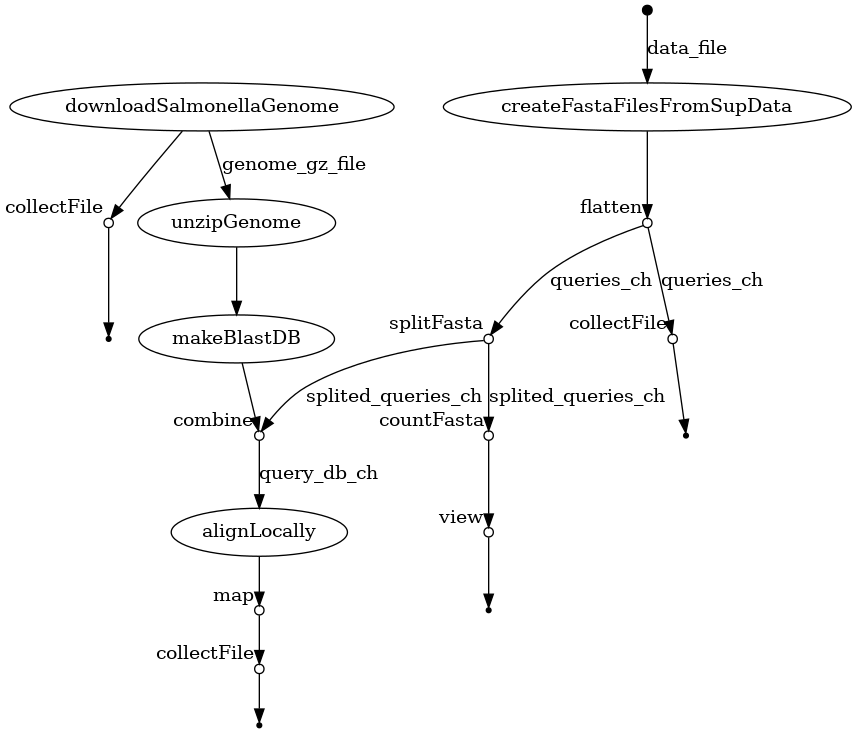 data_file
downloadSalmonellaGenome
createFastaFilesFromSupData
genome_gz_file
collectFile
unzipGenome
flatten
queries_ch
queries_ch
splitFasta
collectFile
makeBlastDB
splited_queries_ch
splited_queries_ch
combine
countFasta
query_db_ch
view
alignLocally
map
collectFile